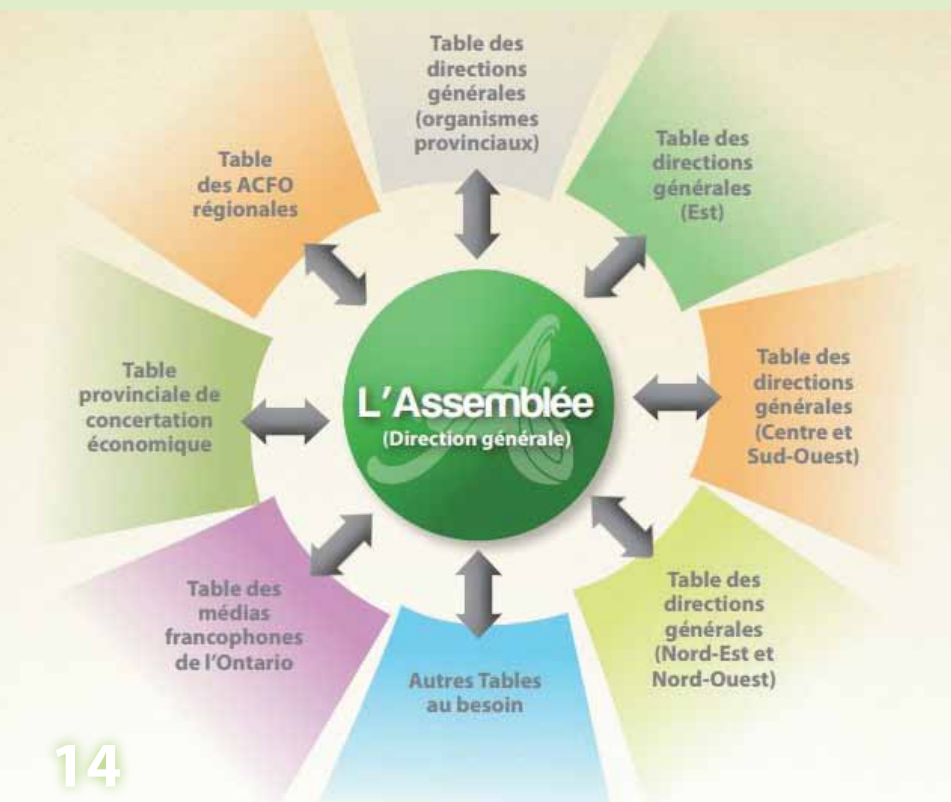 Table des
directions
générales
(organismes
provinciaux)
Table des
directions
générales
(Est)
Table des
directions
générales
(Centre et
Sud-Ouest)
Table des
directions
générales
(Nord-Est et
Nord-Ouest)
Autres Tables
au besoin
Table des
médias
francophones
de l'Ontario
Table
provinciale de
concertation
économique
Table
des ACFO
régionales
L'Assemblée
(Direction générale)
14